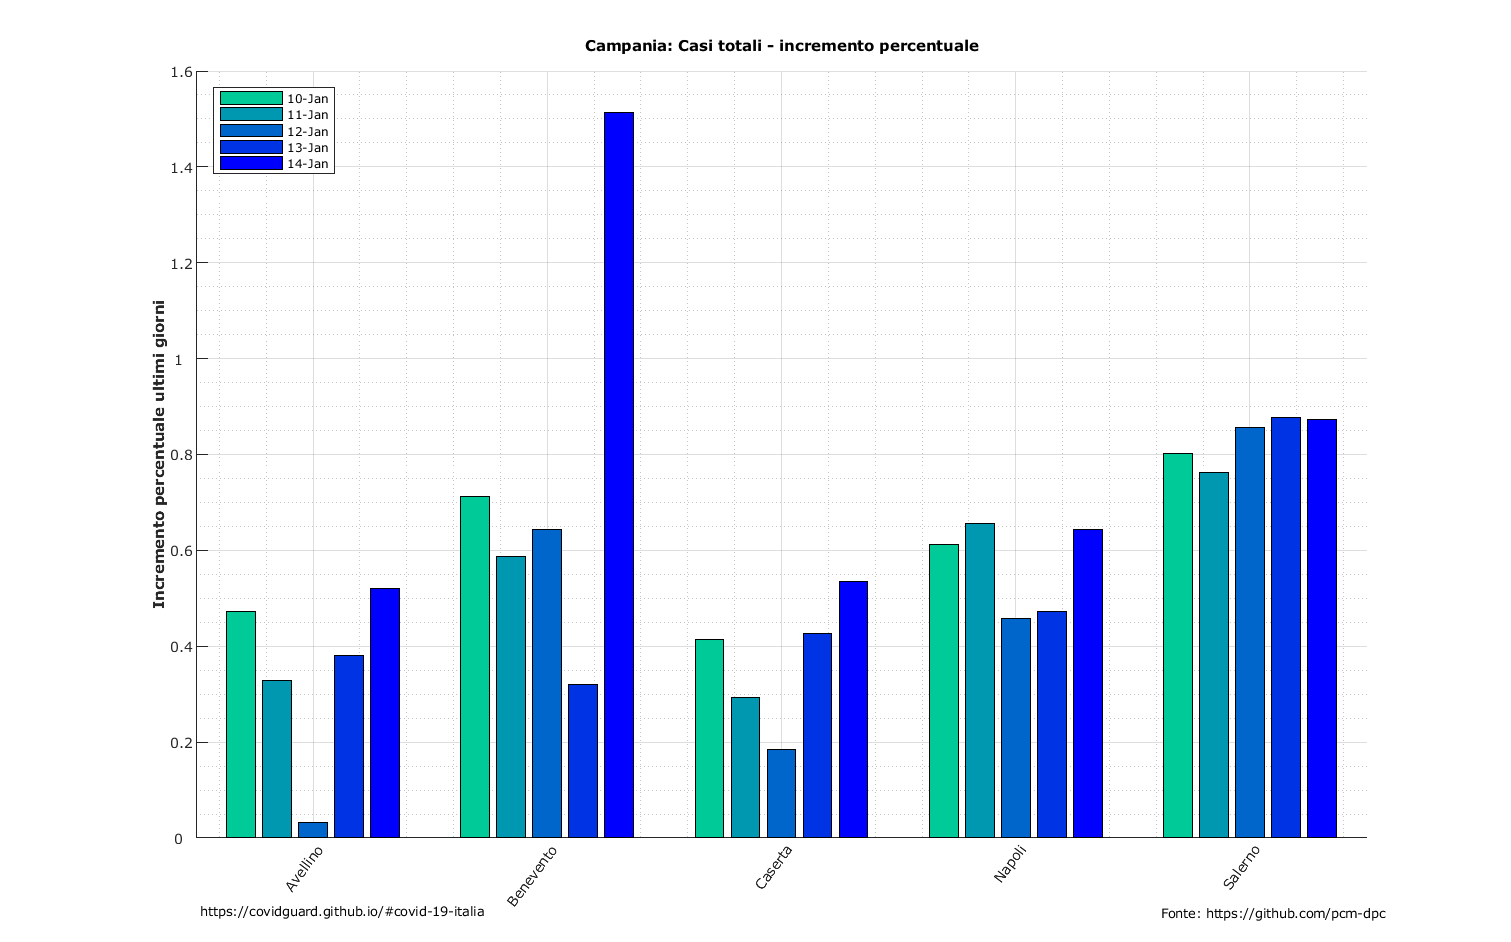 Campania: Casi totali - incremento percentuale
1.6
1.4
1.2
1
0.8
0.6
0.4
0.2
0
Incremento percentuale ultimi giorni
10-Jan
11-Jan
12-Jan
13-Jan
14-Jan
Avellino
Benevento
Caserta
Napoli
Salerno
https://covidguard.github.io/#covid-19-italia
Fonte: https://github.com/pcm-dpc